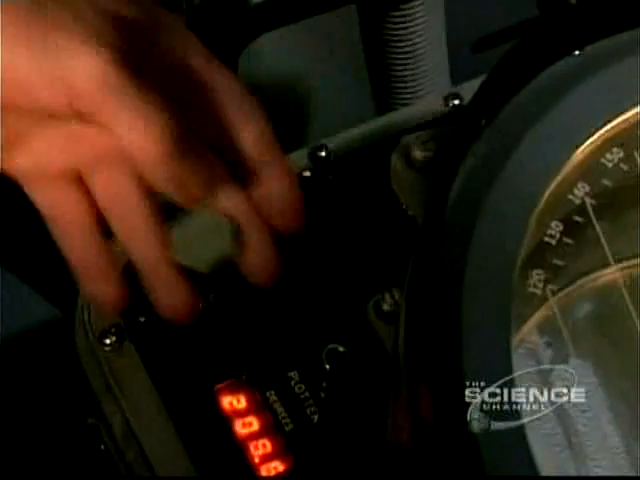 150
140
130
120
PLOTTER
DEGREES
209.6
THE
SCIENCE
CHANNEL